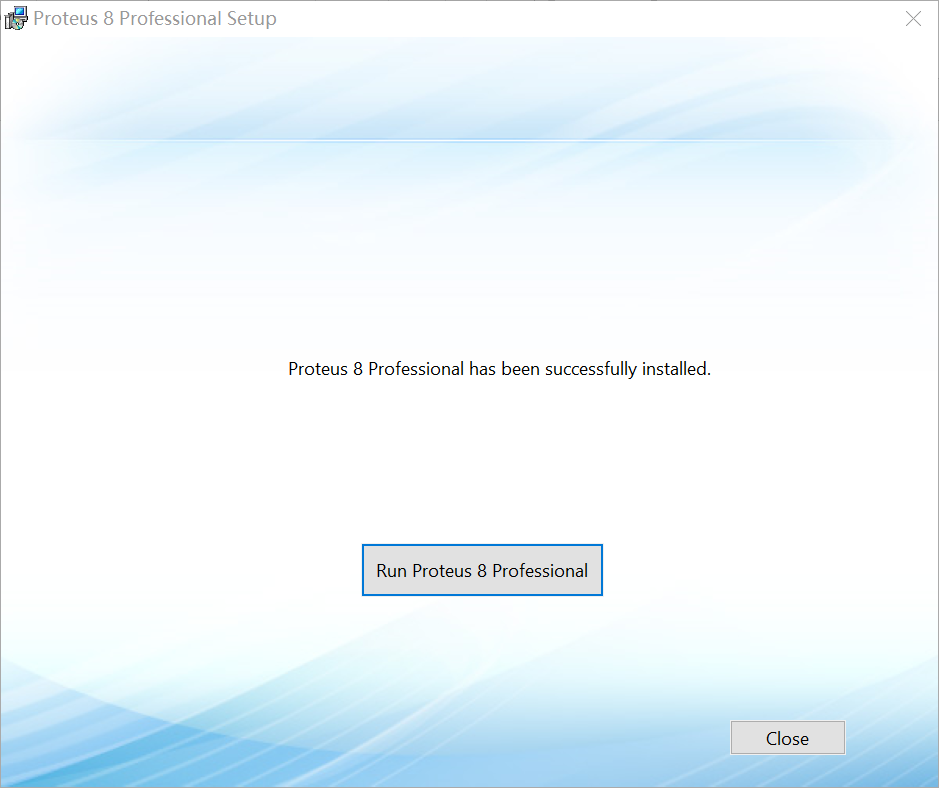 Proteus 8 Professional Setup
Proteus 8 Professional has been successfully installed.
Run Proteus 8 Professional
Close